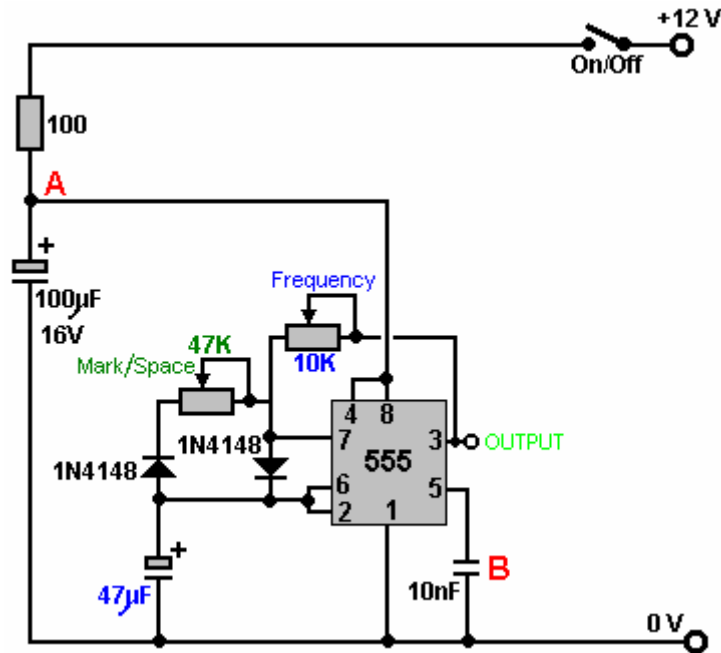 +12 V
On/Off
100
A
+
100µF
16V
Frequency
47K
10K
Mark/Space
4 8
1N4148
7
3
OUTPUT
1N4148
555
6
5
2
1
+
47µF
10nF
B
0 V